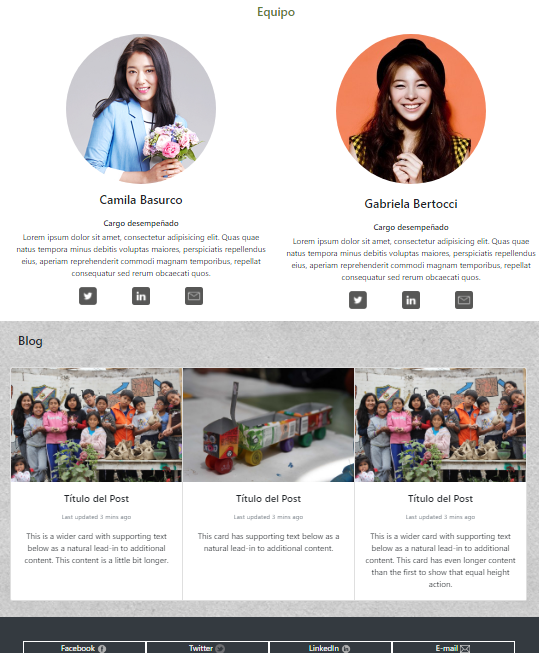 Equipo
Camila Basurco
Cargo desempeñado
Lorem ipsum dolor sit amet, consectetur adipisicing elit. Quas quae
natus tempora minus debitis voluptas maiores, perspiciatis repellendus
eius, aperiam reprehenderit commodi magnam temporibus, repellat
consequatur sed rerum obcaecati quos.
Gabriela Bertocci
Cargo desempeñado
Lorem ipsum dolor sit amet, consectetur adipisicing elit. Quas quae
natus tempora minus debitis voluptas maiores, perspiciatis repellendus
eius, aperiam reprehenderit commodi magnam temporibus, repellat
consequatur sed rerum obcaecati quos.
in
in
Blog
Título del Post
Last updated 3 mins ago
This is a wider card with supporting text
below as a natural lead-in to additional
content. This content is a little bit longer.
Título del Post
Last updated 3 mins ago
This card has supporting text below as a
natural lead-in to additional content.
Título del Post
Last updated 3 mins ago
This is a wider card with supporting text
below as a natural lead-in to additional
content. This card has even longer content
than the first to show that equal height
action.
Facebook
Twitter
LinkedIn
E-mail